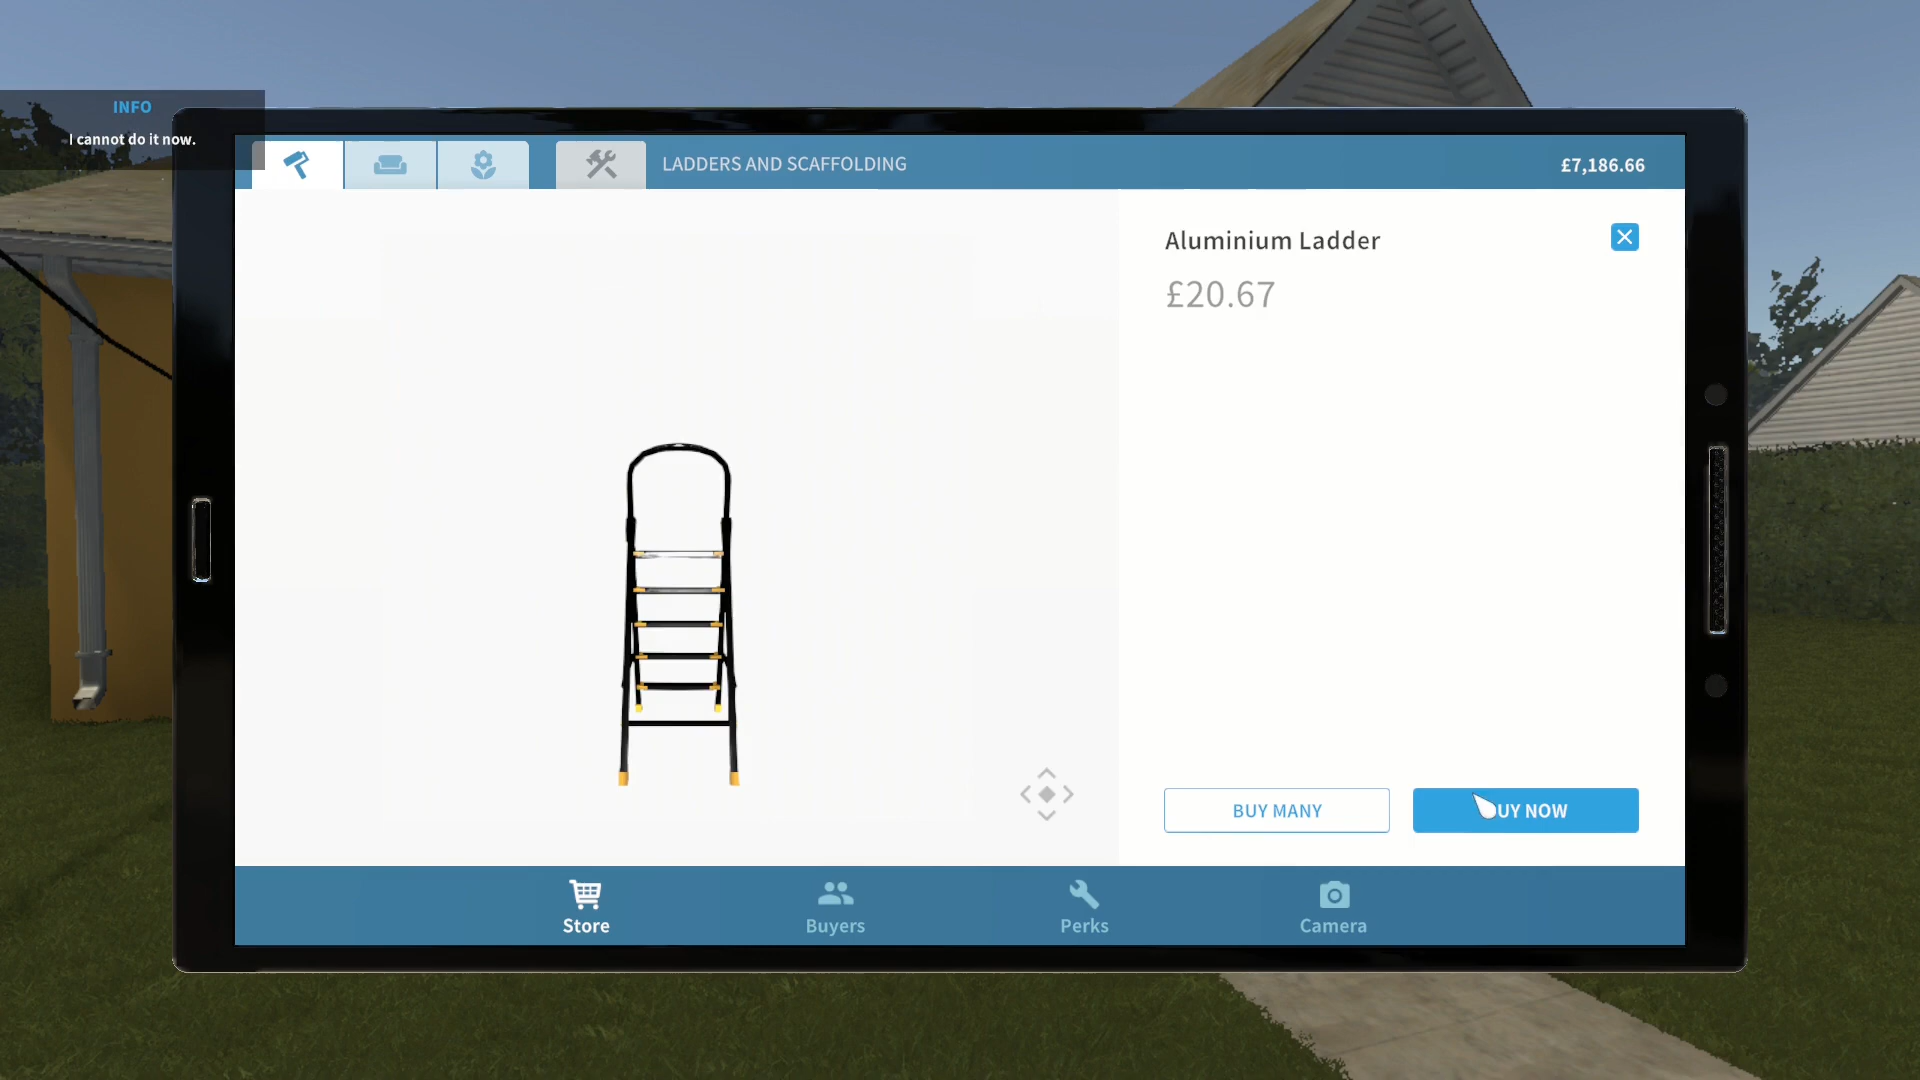 INFO
I cannot do it now.
LADDERS AND SCAFFOLDING
£7,186.66
Aluminium Ladder
£20.67
BUY MANY
UY NOW
Store
Buyers
Perks
Camera